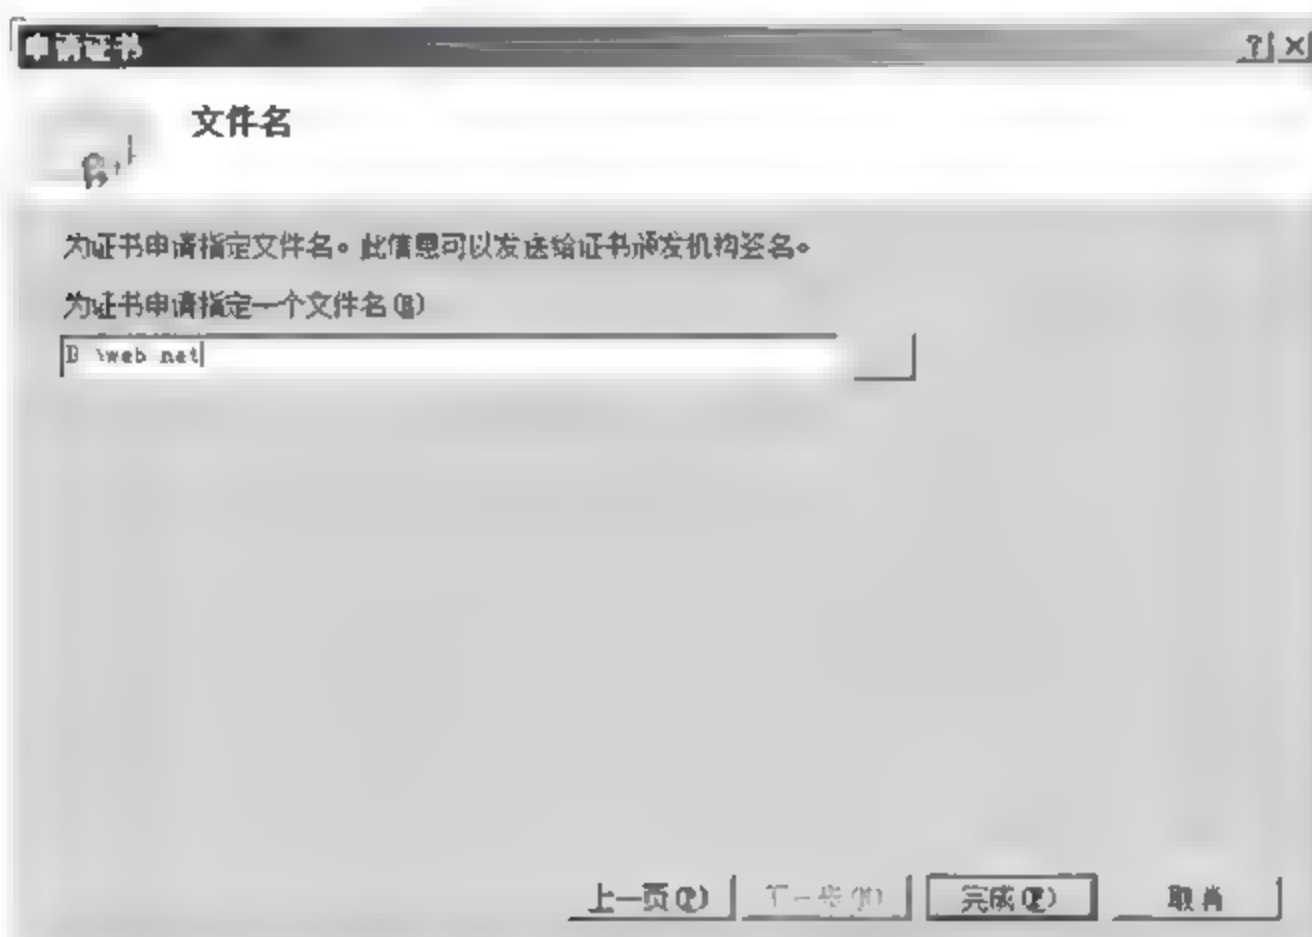 申请证书
文件名
为证书申请指定文件名。此信息可以发送给证书颁发机构签名。
为证书申请指定一个文件名(R)
\web net
上一页(P) 下一步(N) 完成(F) 取消